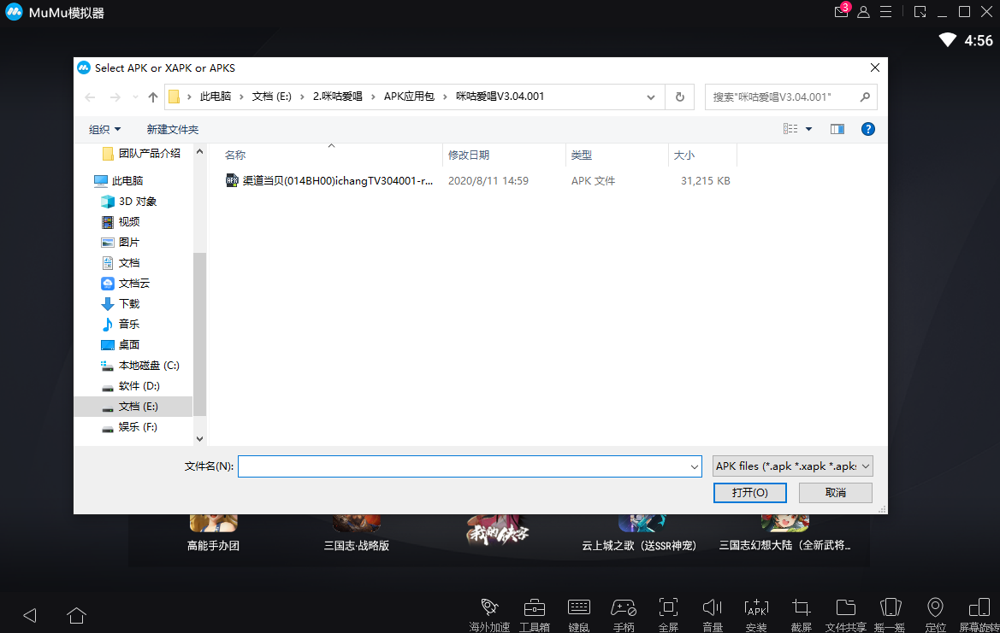 MuMu模拟器
3
4:56
Select APK or XAPK or APKS
此电脑 › 文档 (E:) › 2.咪咕爱唱 › APK应用包 › 咪咕爱唱V3.04.001
搜索"咪咕爱唱V3.04.001"
组织 新建文件夹
团队产品介绍
此电脑
3D 对象
视频
图片
文档
文档云
下载
音乐
桌面
本地磁盘 (C:)
软件 (D:)
文档 (E:)
娱乐 (F:)
名称 修改日期 类型 大小
渠道当贝(014BH00)ichangTV304001-r... 2020/8/11 14:59 APK 文件 31,215 KB
文件名(N): APK files (*.apk *.xapk *.apks
打开(O) 取消
我的侠客
高能手办团 三国志·战略版 云上城之歌（送SSR神宠） 三国志幻想大陆（全新武将...
APK
海外加速 工具箱 键鼠 手柄 全屏 音量 安装 截屏 文件共享 摇一摇 定位 屏幕旋转